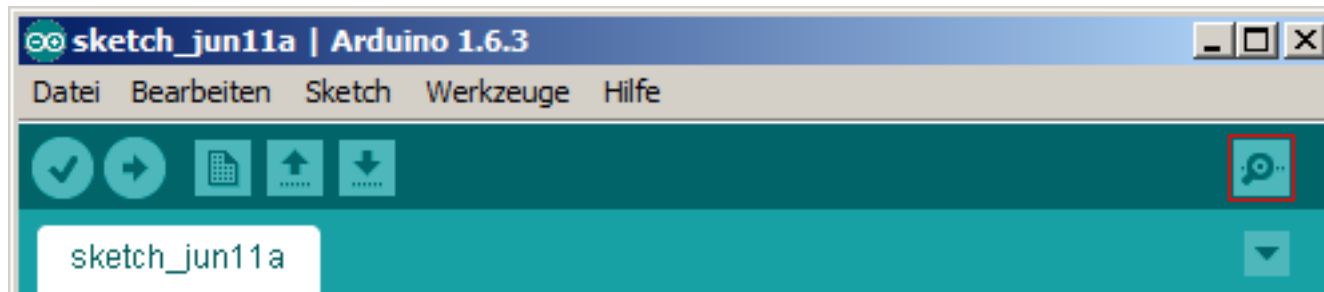 sketch_jun11a | Arduino 1.6.3
Datei Bearbeiten Sketch Werkzeuge Hilfe
sketch_jun11a